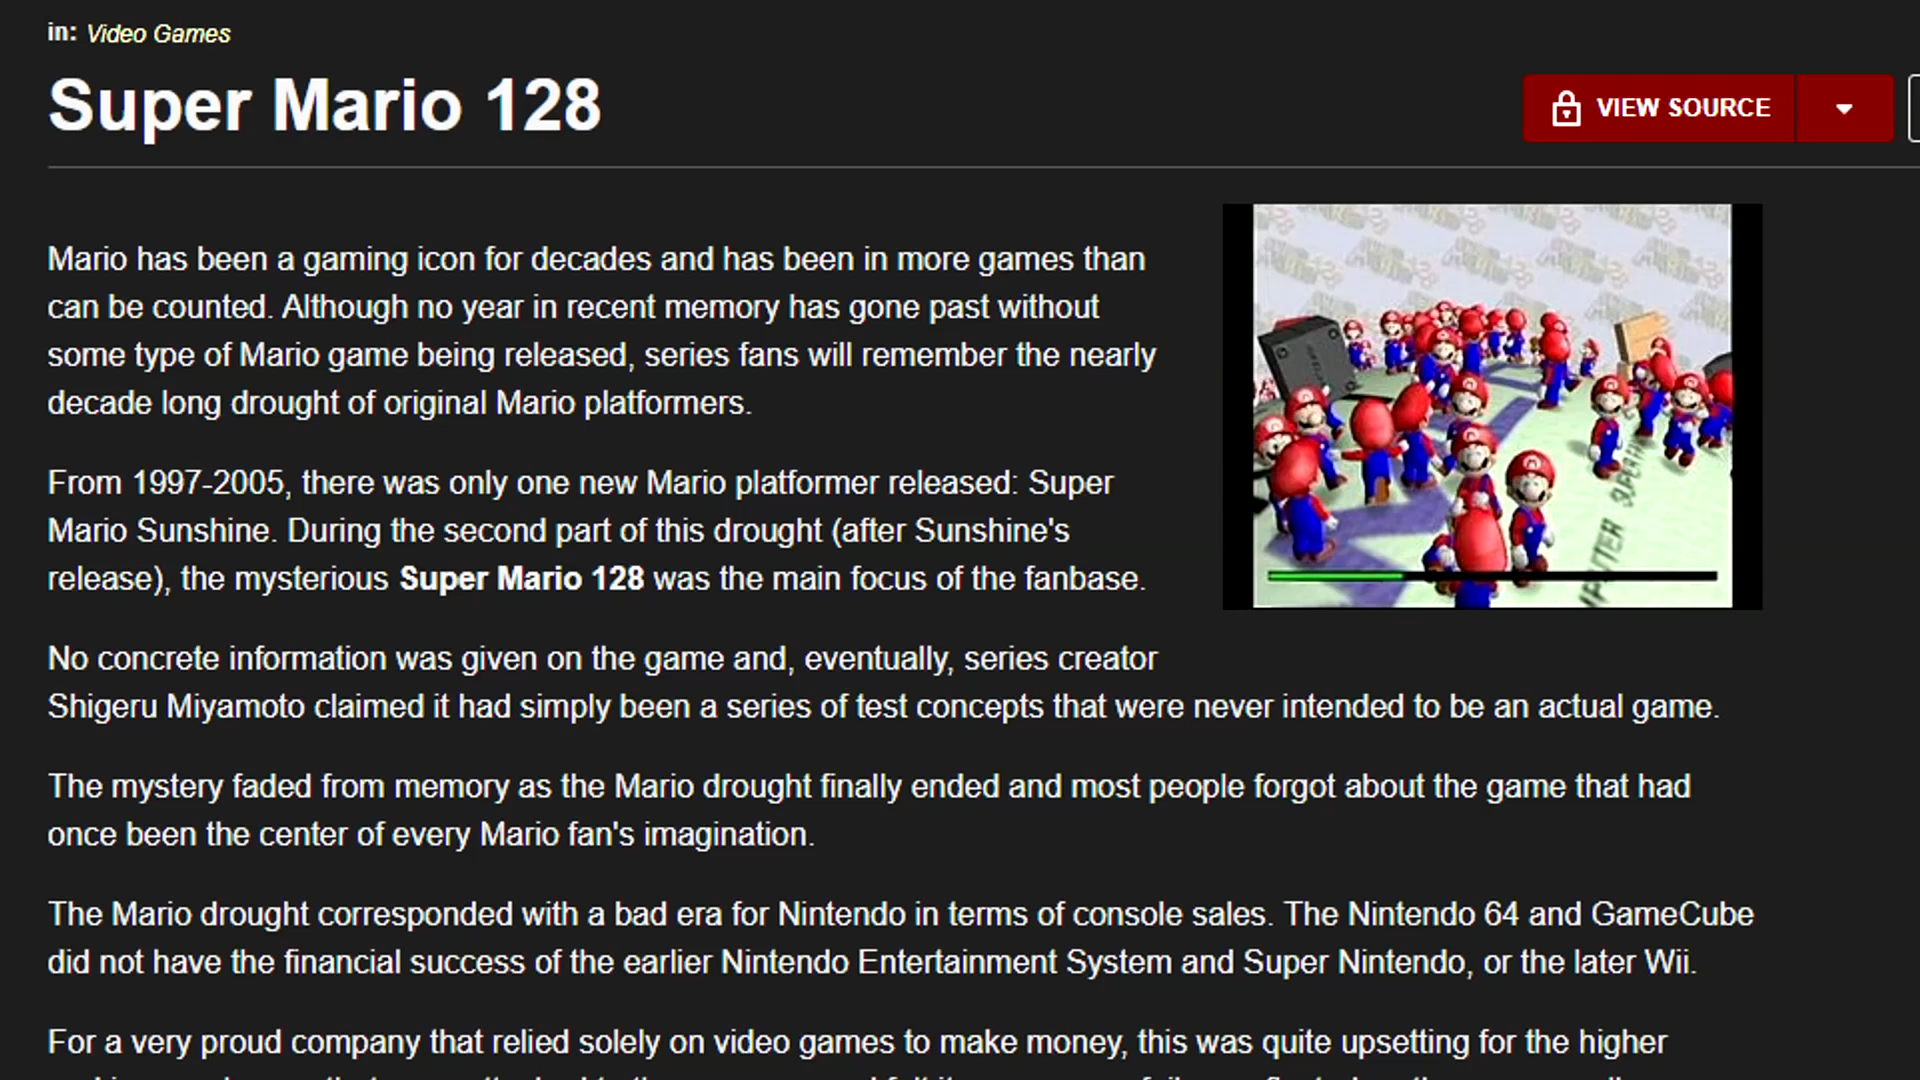 in: Video Games
Super Mario 128
VIEW SOURCE
Mario has been a gaming icon for decades and has been in more games than
can be counted. Although no year in recent memory has gone past without
some type of Mario game being released, series fans will remember the nearly
decade long drought of original Mario platformers.
From 1997-2005, there was only one new Mario platformer released: Super
Mario Sunshine. During the second part of this drought (after Sunshine's
release), the mysterious Super Mario 128 was the main focus of the fanbase.
No concrete information was given on the game and, eventually, series creator
Shigeru Miyamoto claimed it had simply been a series of test concepts that were never intended to be an actual game.
The mystery faded from memory as the Mario drought finally ended and most people forgot about the game that had
once been the center of every Mario fan's imagination.
The Mario drought corresponded with a bad era for Nintendo in terms of console sales. The Nintendo 64 and GameCube
did not have the financial success of the earlier Nintendo Entertainment System and Super Nintendo, or the later Wii.
For a very proud company that relied solely on video games to make money, this was quite upsetting for the higher